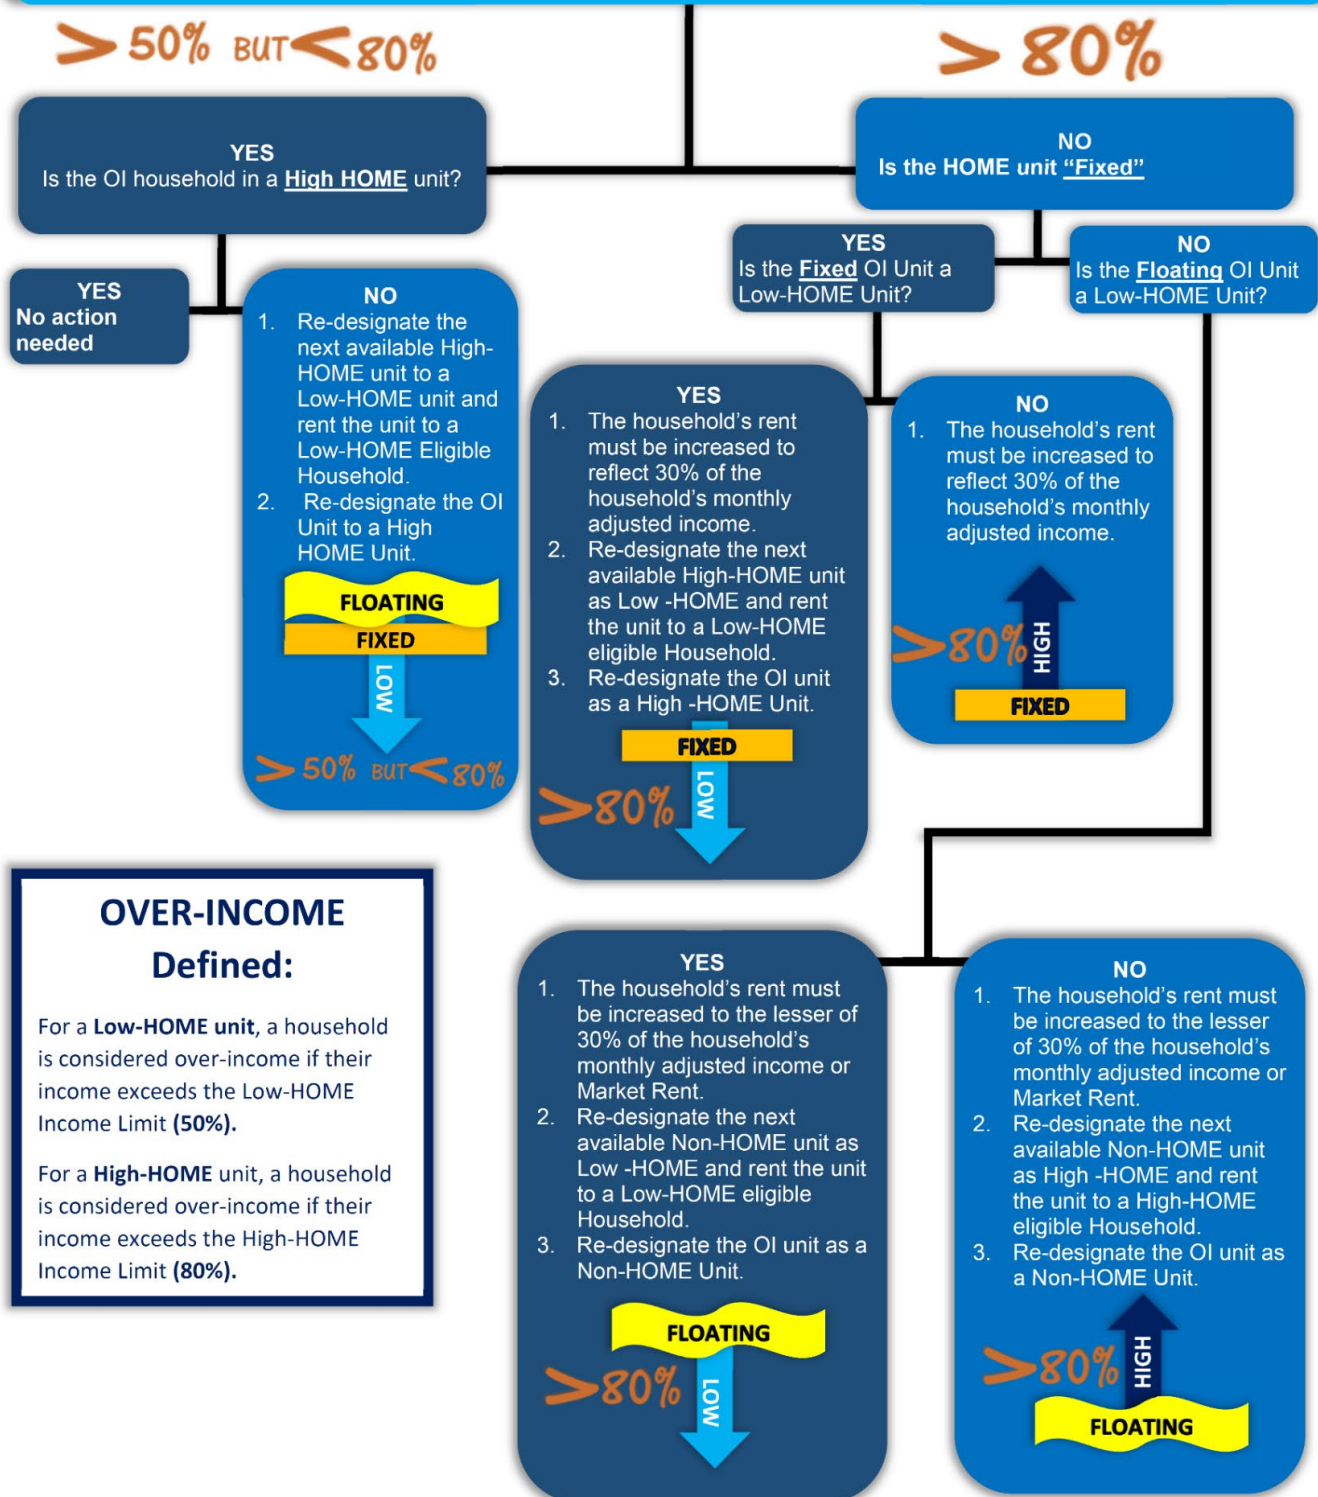 > 50% BUT < 80%
> 80%
YES
Is the OI household in a High HOME unit?
NO
Is the HOME unit "Fixed"
YES
No action
needed
NO
1. Re-designate the
next available High-
HOME unit to a
Low-HOME unit and
rent the unit to a
Low-HOME Eligible
Household.
2. Re-designate the OI
Unit to a High
HOME Unit.
FLOATING
FIXED
LOW
> 50% BUT < 80%
YES
Is the Fixed OI Unit a
Low-HOME Unit?
NO
Is the Floating OI Unit
a Low-HOME Unit?
YES
1. The household's rent
must be increased to
reflect 30% of the
household's monthly
adjusted income.
2. Re-designate the next
available High-HOME unit
as Low -HOME and rent
the unit to a Low-HOME
eligible Household.
3. Re-designate the OI unit
as a High -HOME Unit.
FIXED
>80%
LOW
NO
1. The household's rent
must be increased to
reflect 30% of the
household's monthly
adjusted income.
>80%
HIGH
FIXED
OVER-INCOME
Defined:
For a Low-HOME unit, a household
is considered over-income if their
income exceeds the Low-HOME
Income Limit (50%).
For a High-HOME unit, a household
is considered over-income if their
income exceeds the High-HOME
Income Limit (80%).
YES
1. The household's rent must
be increased to the lesser of
30% of the household's
monthly adjusted income or
Market Rent.
2. Re-designate the next
available Non-HOME unit as
Low -HOME and rent the unit
to a Low-HOME eligible
Household.
3. Re-designate the OI unit as a
Non-HOME Unit.
FLOATING
>80%
LOW
NO
1. The household's rent must
be increased to the lesser
of 30% of the household's
monthly adjusted income or
Market Rent.
2. Re-designate the next
available Non-HOME unit
as High -HOME and rent
the unit to a High-HOME
eligible Household.
3. Re-designate the OI unit as
a Non-HOME Unit.
>80%
HIGH
FLOATING